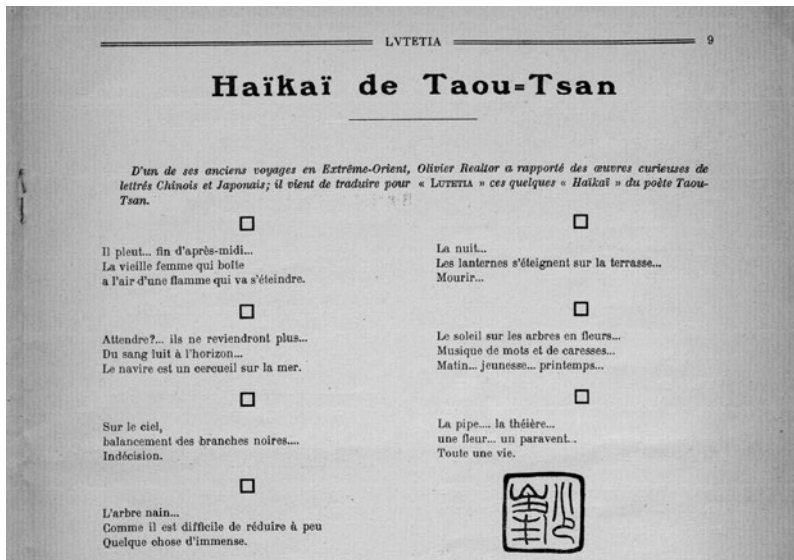 LVTETIA
9
Haïkaï de Taou=Tsan
D'un de ses anciens voyages en Extrême-Orient, Olivier Realtor a rapporté des œuvres curieuses de
lettrés Chinois et Japonais; il vient de traduire pour « LUTETIA » ces quelques « Haïkaï » du poète Taou-
Tsan.
Il pleut... fin d'après-midi...
La vieille femme qui boîte
a l'air d'une flamme qui va s'éteindre.
Attendre?... ils ne reviendront plus...
Du sang luit à l'horizon...
Le navire est un cercueil sur la mer.
Sur le ciel,
balancement des branches noires....
Indécision.
L'arbre nain...
Comme il est difficile de réduire à peu
Quelque chose d'immense.
La nuit...
Les lanternes s'éteignent sur la terrasse...
Mourir...
Le soleil sur les arbres en fleurs...
Musique de mots et de caresses...
Matin... jeunesse... printemps...
La pipe.... la théière...
une fleur... un paravent...
Toute une vie.